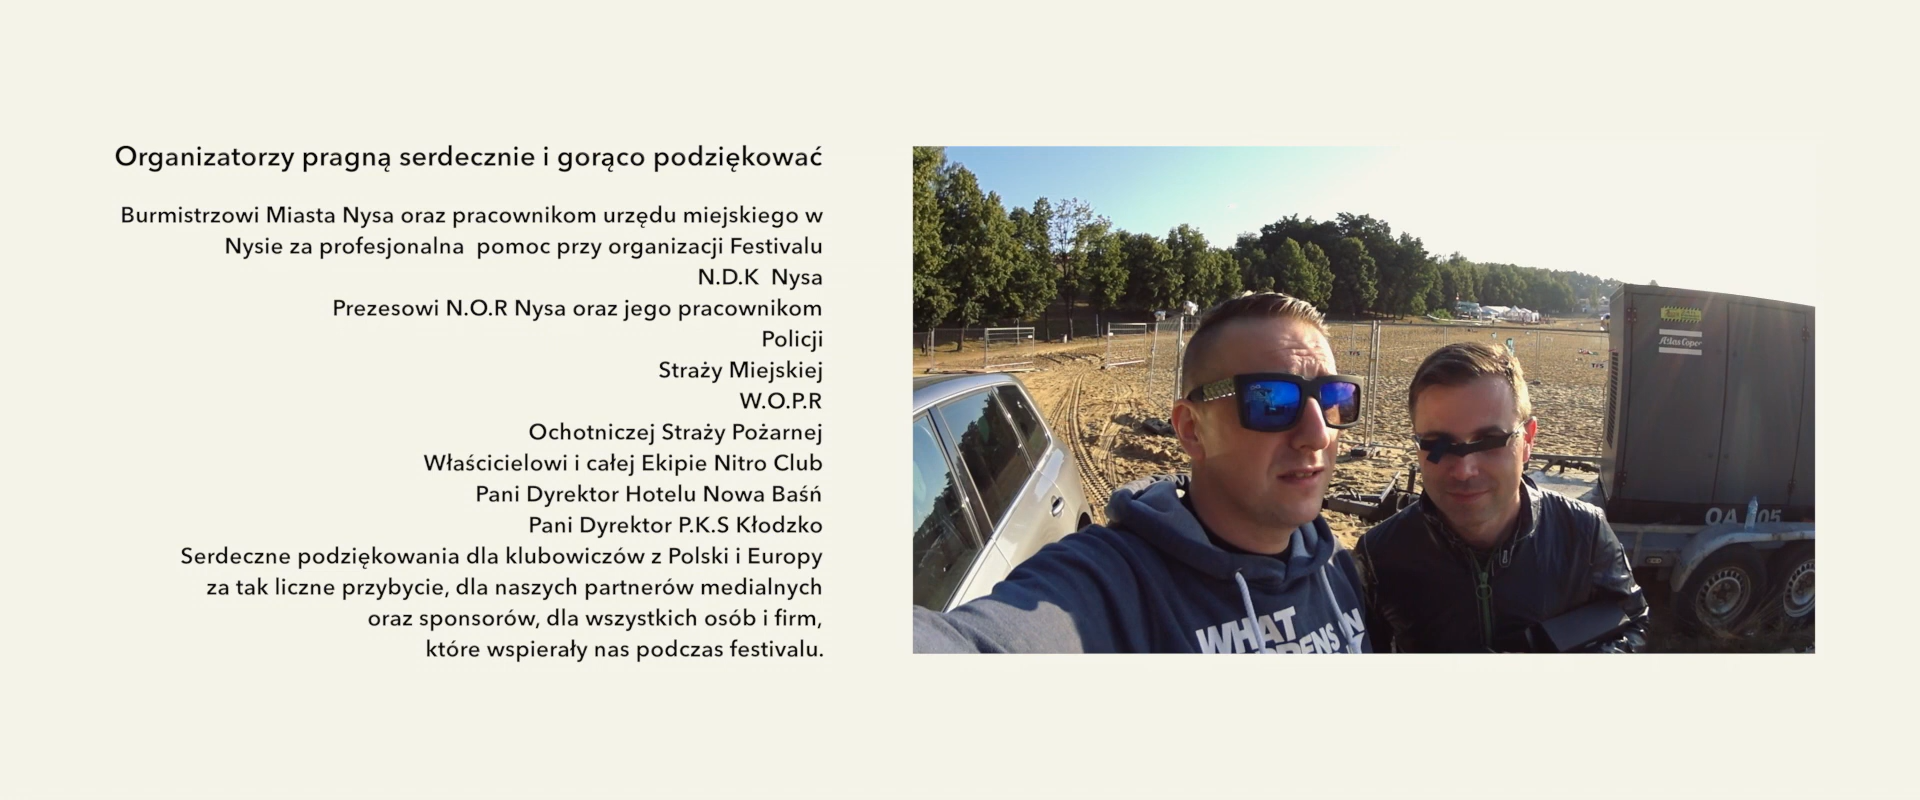 Organizatorzy pragną serdecznie i gorąco podziękować
Burmistrzowi Miasta Nysa oraz pracownikom urzędu miejskiego w
Nysie za profesjonalna  pomoc przy organizacji Festivalu
N.D.K  Nysa
Prezesowi N.O.R Nysa oraz jego pracownikom
Policji
Straży Miejskiej
W.O.P.R
Ochotniczej Straży Pożarnej
Właścicielowi i całej Ekipie Nitro Club
Pani Dyrektor Hotelu Nowa Baśń
Pani Dyrektor P.K.S Kłodzko
Serdeczne podziękowania dla klubowiczów z Polski i Europy
za tak liczne przybycie, dla naszych partnerów medialnych
oraz sponsorów, dla wszystkich osób i firm,
które wspierały nas podczas festivalu.
Atlas Copco
WHAT